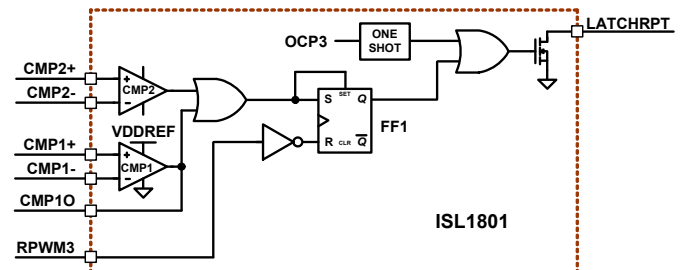 OCP3
ONE
SHOT
LATCHRPT
CMP2+
CMP2-
+
-
CMP2
S
SET
Q
FF1
R
CLR
Q
VDDREF
CMP1+
CMP1-
+
-
CMP1
CMP1O
RPWM3
ISL1801